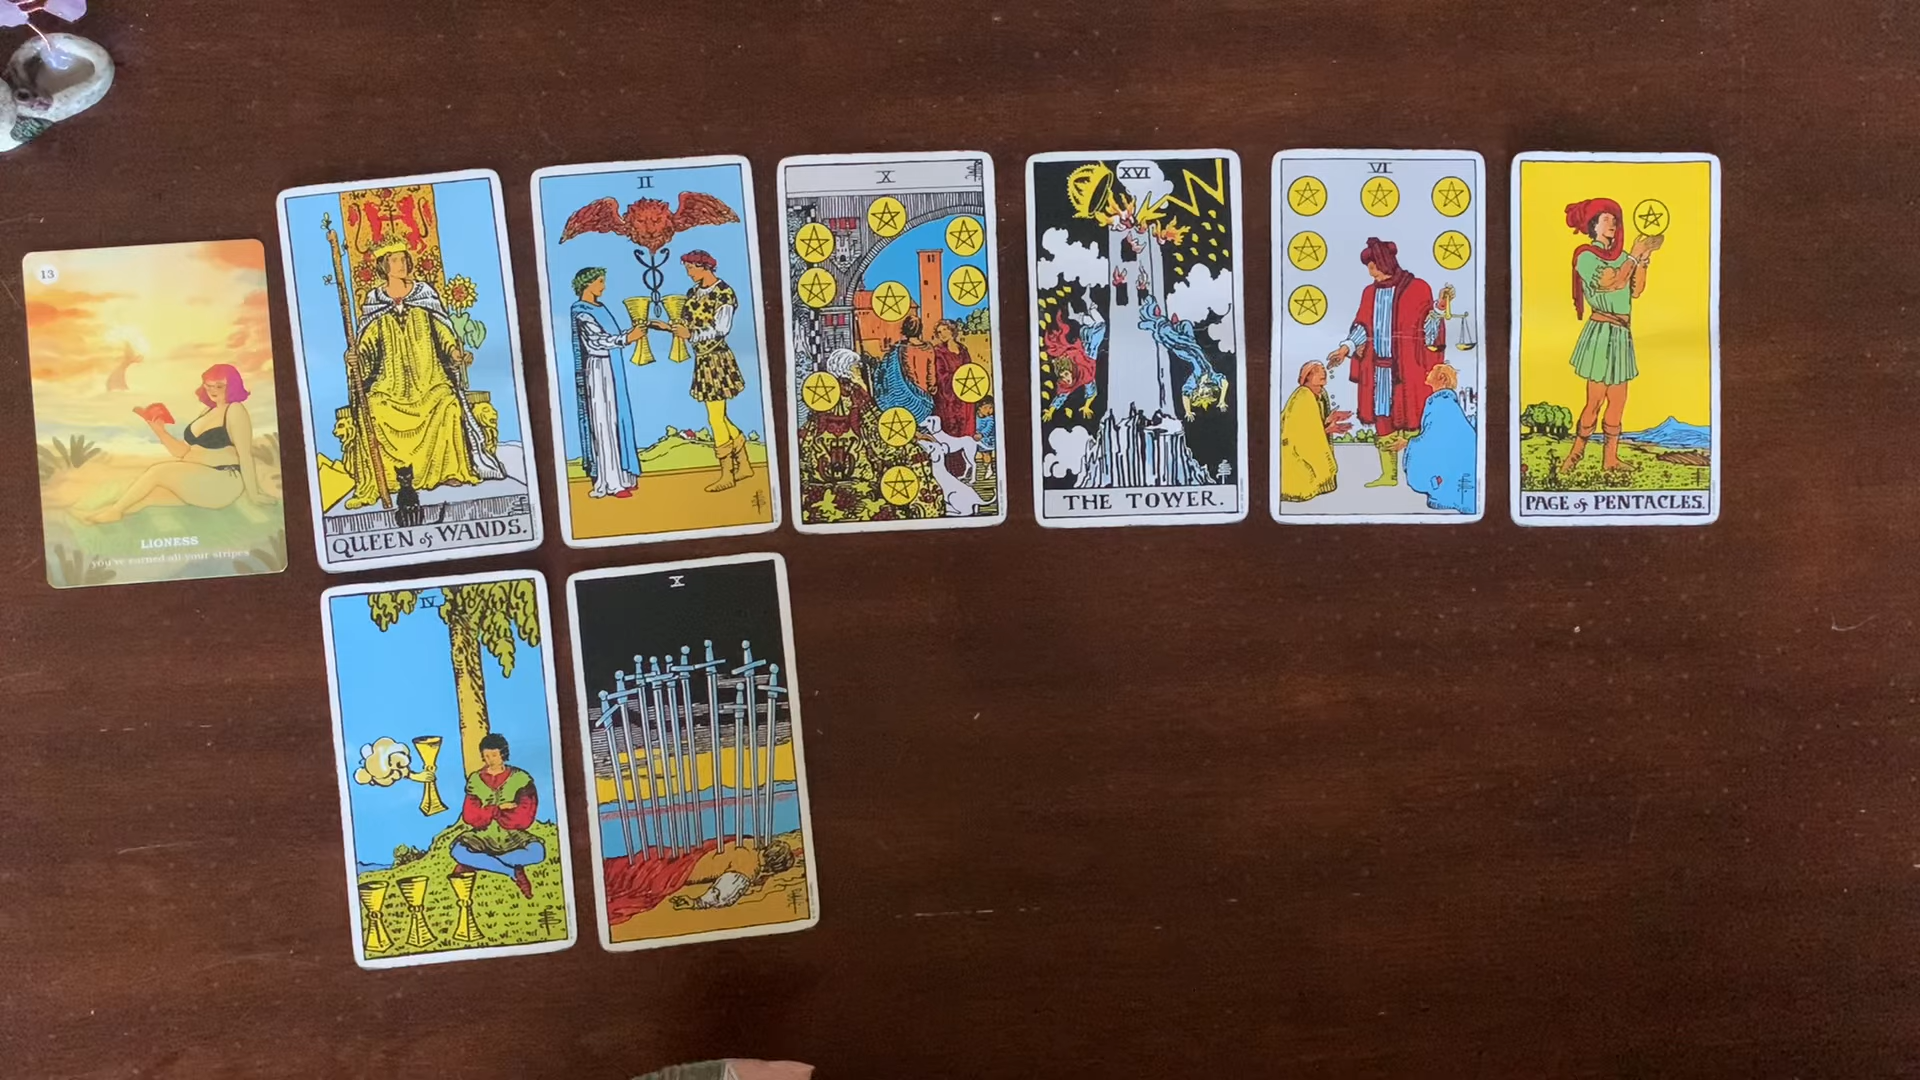 13
LIONESS
you've earned all your stripes
QUEEN of WANDS.
II
X
XVI
THE TOWER.
VI
PAGE of PENTACLES.
IV
X